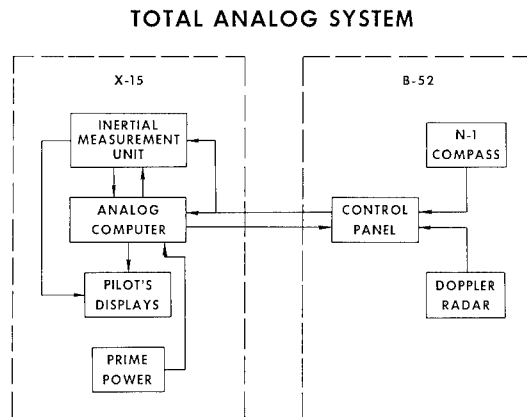 TOTAL ANALOG SYSTEM
X-15
INERTIAL
MEASUREMENT
UNIT
ANALOG
COMPUTER
PILOT'S
DISPLAYS
PRIME
POWER
B-52
N-1
COMPASS
CONTROL
PANEL
DOPPLER
RADAR